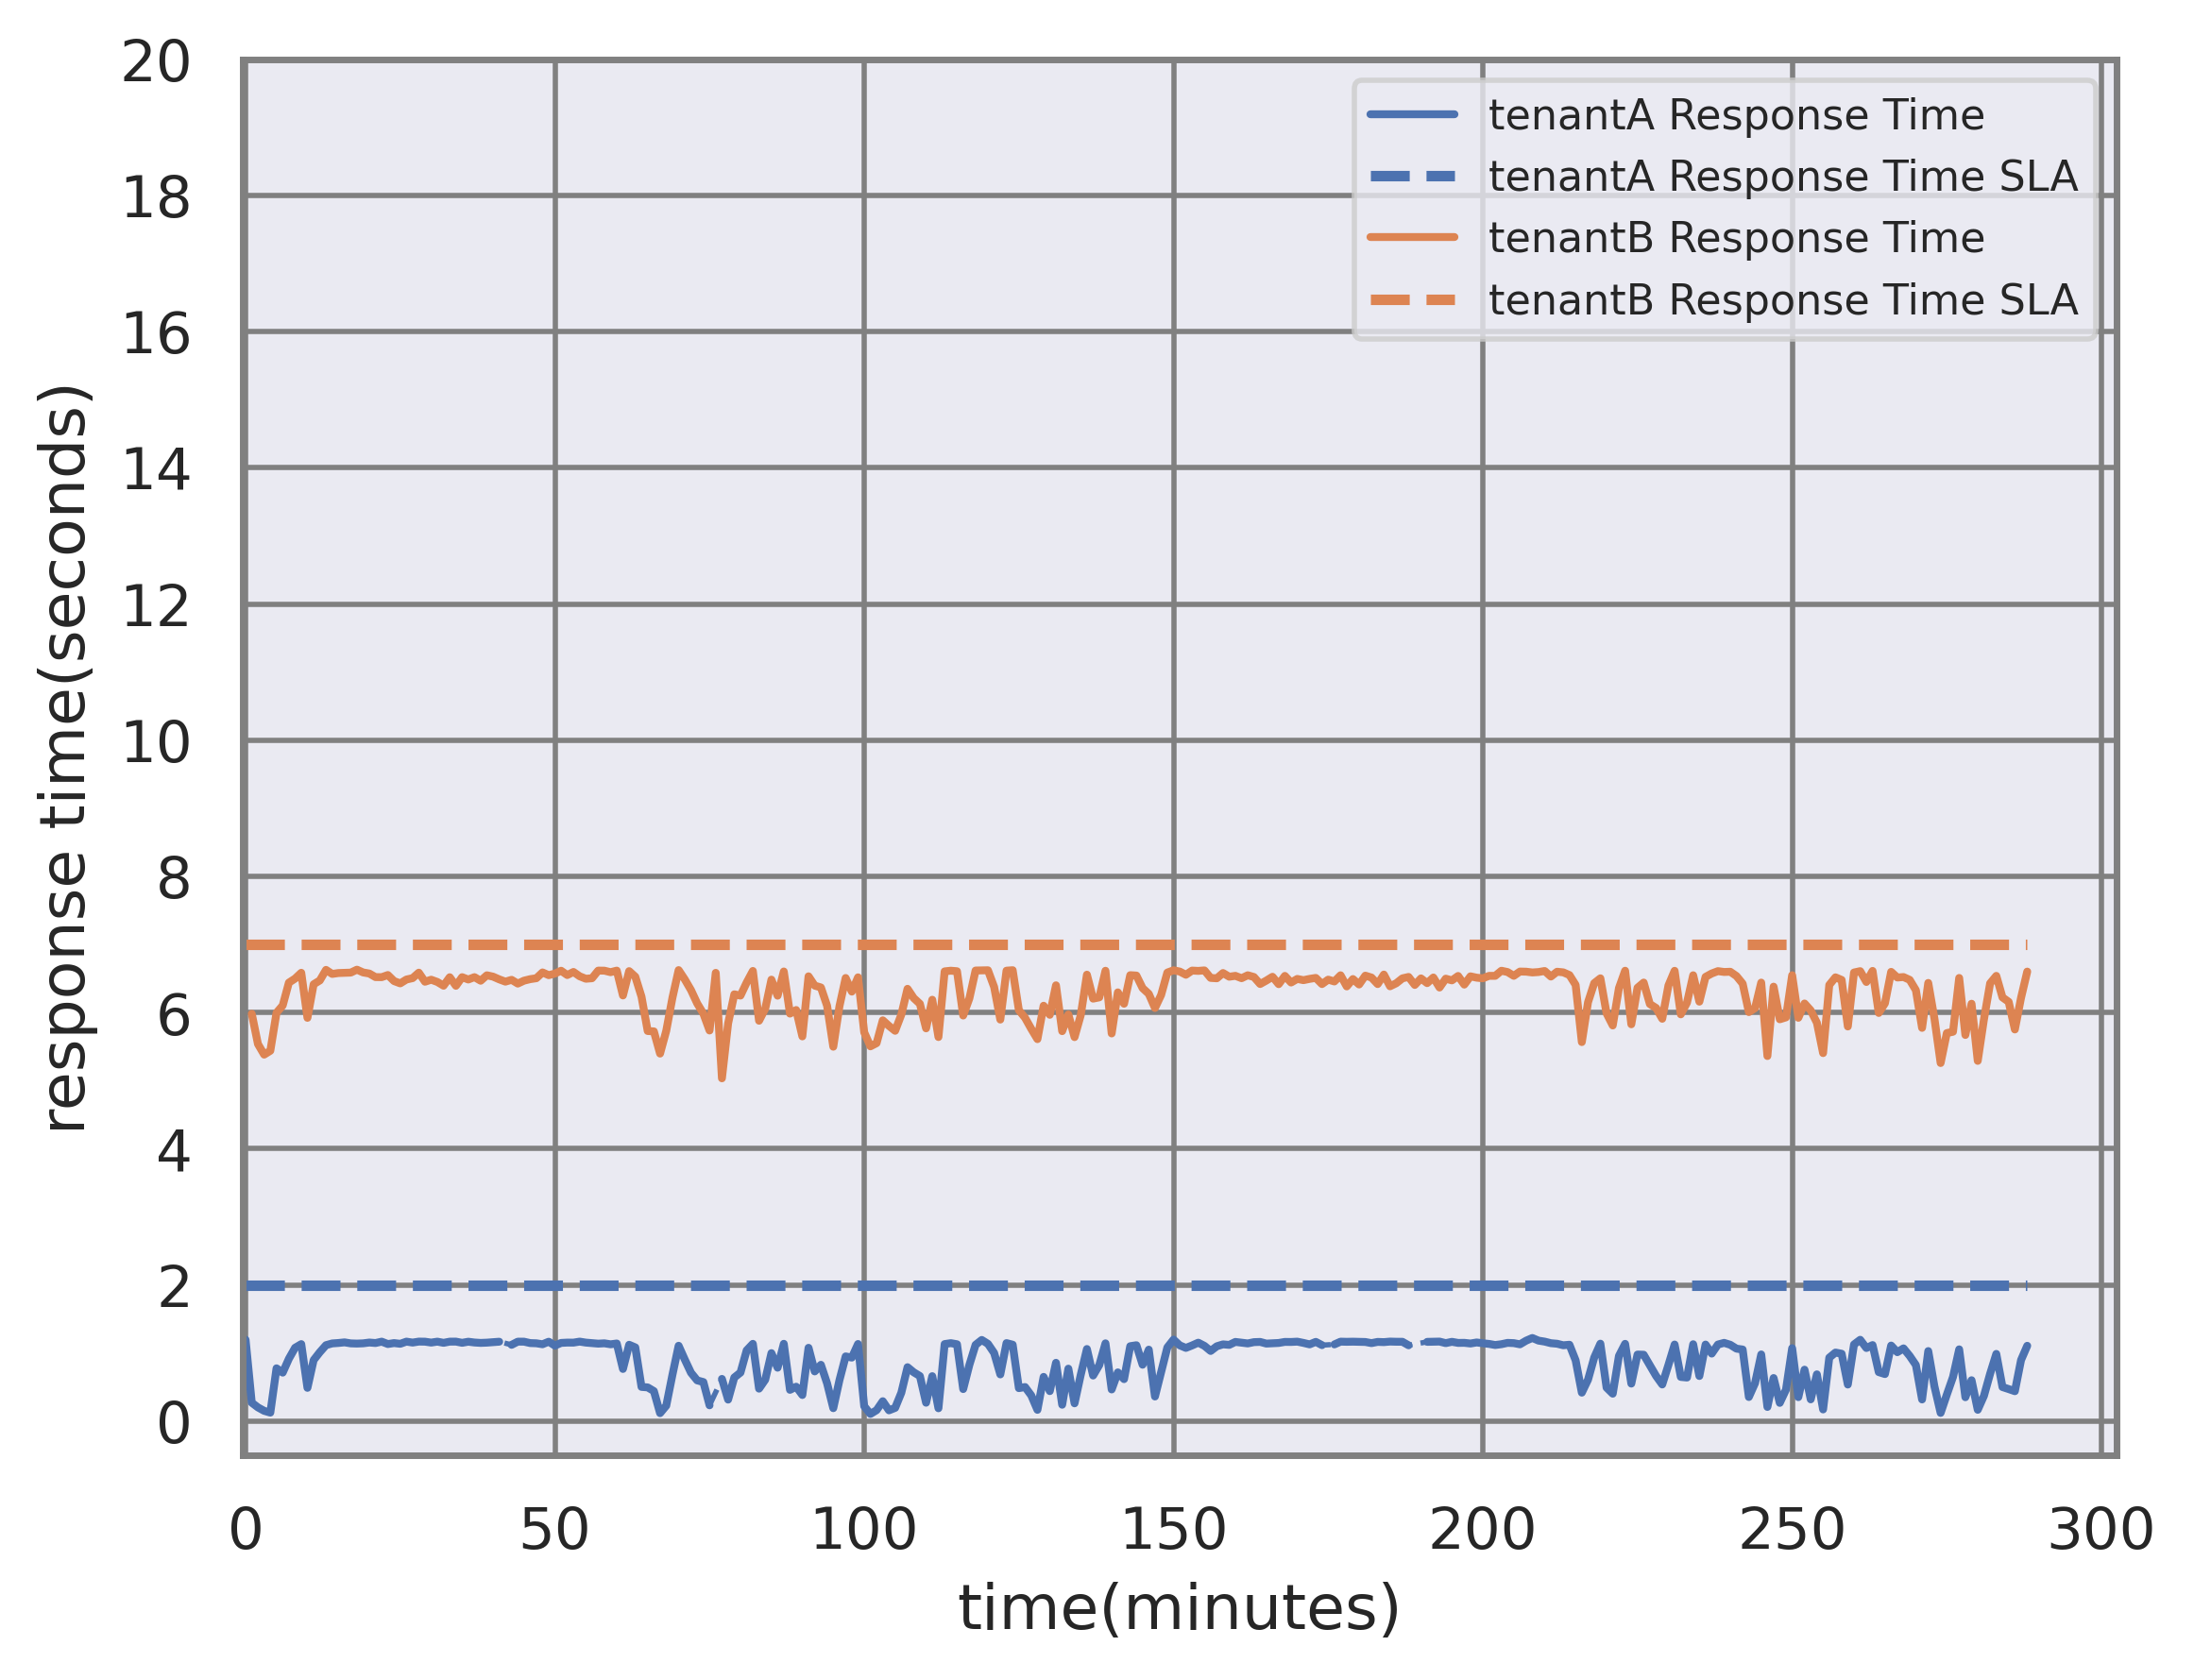 20
18
16
14
12
10
8
6
4
2
0
response time(seconds)
tenantA Response Time
tenantA Response Time SLA
tenantB Response Time
tenantB Response Time SLA
0 50 100 150 200 250 300
time(minutes)